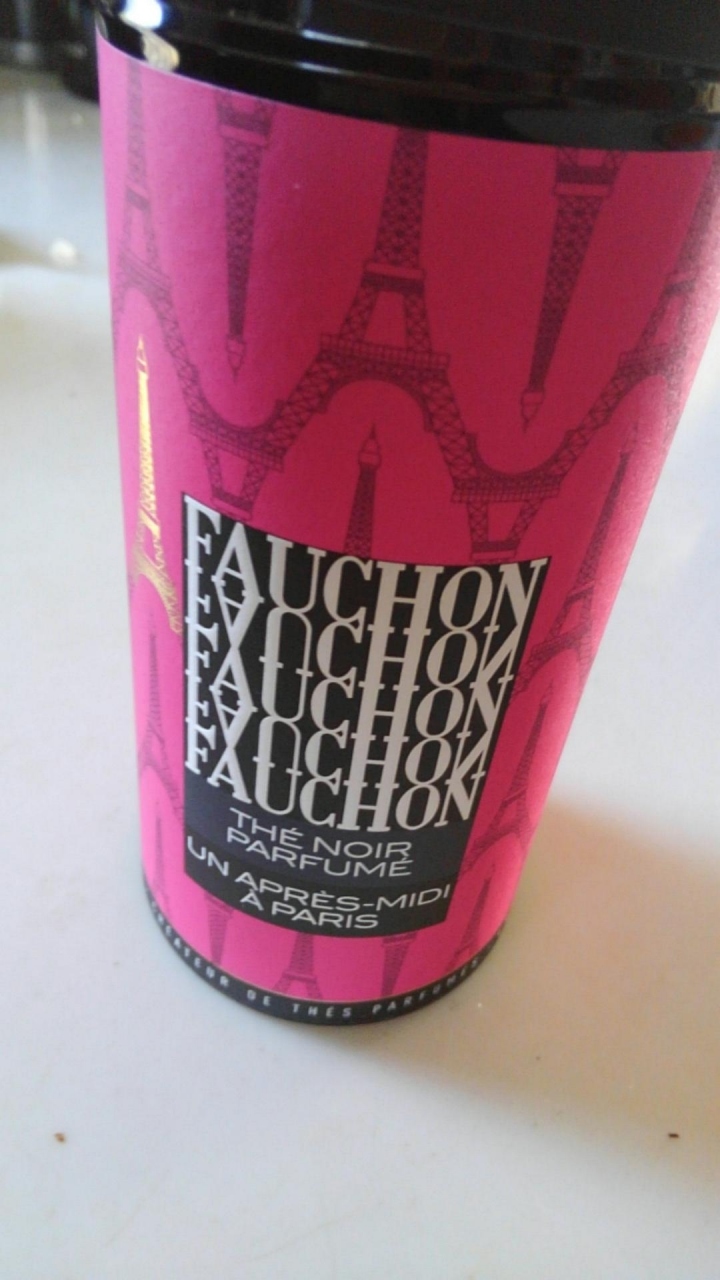 FAUCHON
FAUCHON
FAUCHON
FAUCHON
FAUCHON
THÉ NOIR
PARFUMÉ
UN APRÈS-MIDI
À PARIS
CRÉATEUR DE THÉS PARFUMÉS